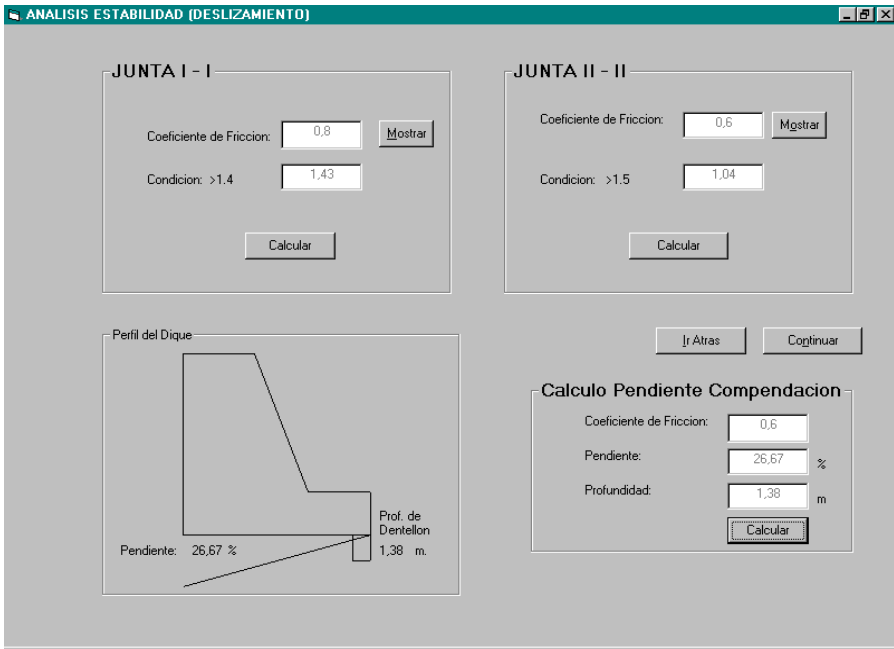 ANALISIS ESTABILIDAD (DESLIZAMIENTO)
JUNTA I - I
Coeficiente de Friccion: 0,8 Mostrar
Condicion: >1.4 1,43
Calcular
JUNTA II - II
Coeficiente de Friccion: 0,6 Mostrar
Condicion: >1.5 1,04
Calcular
Perfil del Dique
Prof. de
Dentellon
Pendiente: 26,67 % 1,38 m.
Ir Atras Continuar
Calculo Pendiente Compendacion
Coeficiente de Friccion: 0,6
Pendiente: 26,67 %
Profundidad: 1,38 m
Calcular